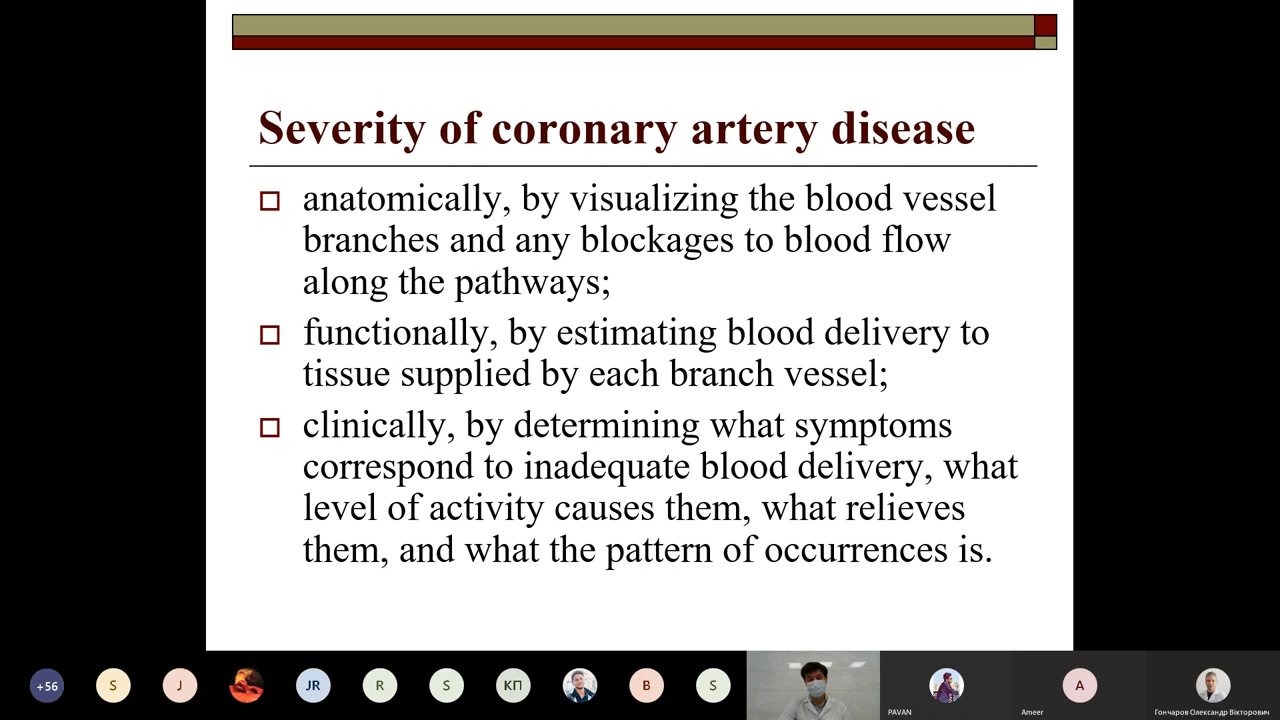 Severity of coronary artery disease
anatomically, by visualizing the blood vessel
branches and any blockages to blood flow
along the pathways;
functionally, by estimating blood delivery to
tissue supplied by each branch vessel;
clinically, by determining what symptoms
correspond to inadequate blood delivery, what
level of activity causes them, what relieves
them, and what the pattern of occurrences is.
+56
S
J
JR
R
S
КП
B
S
A
PAVAN
Ameer
Гончаров Олександр Вікторович